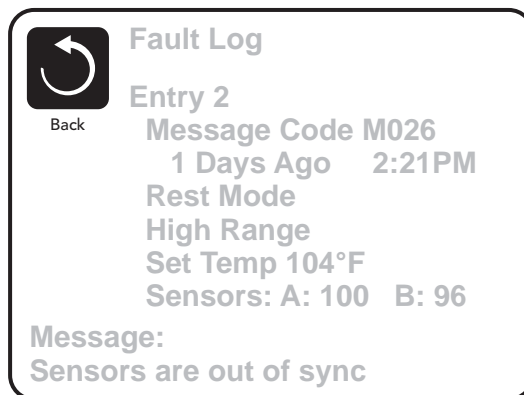 Fault Log
Back
Entry 2
Message Code M026
1 Days Ago 2:21PM
Rest Mode
High Range
Set Temp 104°F
Sensors: A: 100 B: 96
Message:
Sensors are out of sync